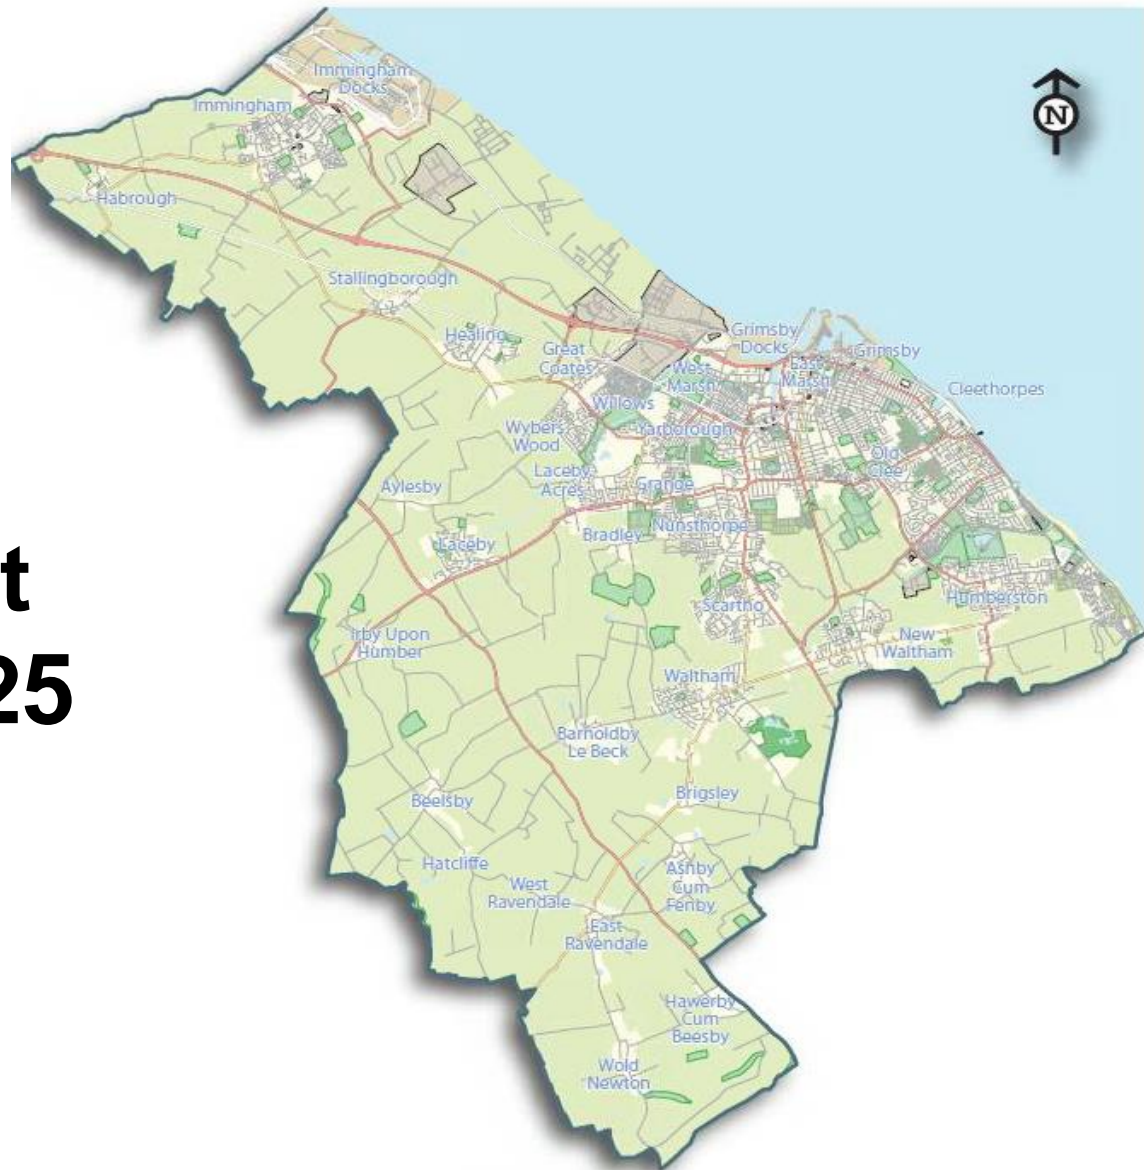 Immingham
Docks
Immingham
N
Habrough
Stallingborough
Healing
Great
Coates
Grimsby
Docks
Grimsby
West
Marsh
East
Marsh
Cleethorpes
Willows
Wybers
Wood
Yarborough
Old
Clee
Laceby
Acres
Grange
Aylesby
Nunsthorpe
Bradley
Laceby
t
Scartho
Humberston
Irby Upon
Humber
New
Waltham
Waltham
25
Barnoldby
Le Beck
Beelsby
Brigsley
Hatcliffe
Ashby
Cum
Fenby
West
Ravendale
East
Ravendale
Hawerby
Cum
Beesby
Wold
Newton